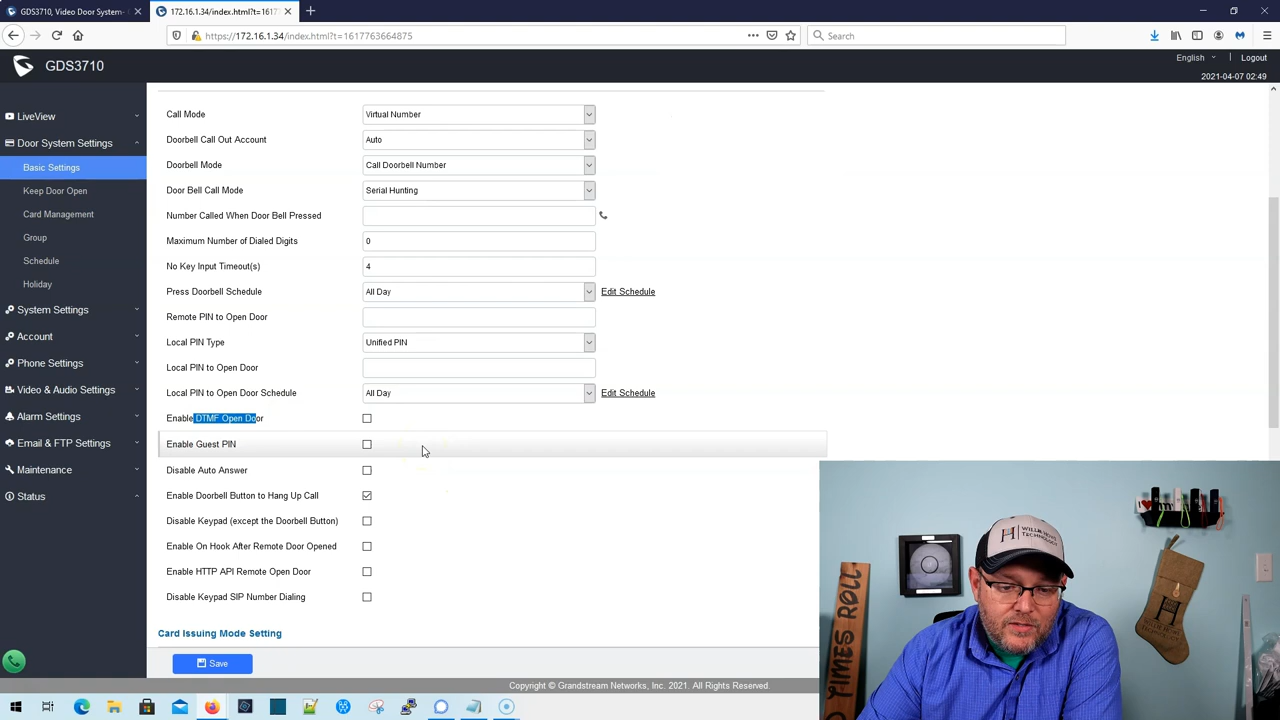 GDS3710, Video Door System-
172.16.1.34/index.html?t=1617
https://172.16.1.34/index.html?t=1617763664875
Search
GDS3710
English
Logout
2021-04-07 02:49
LiveView
Door System Settings
Basic Settings
Keep Door Open
Card Management
Group
Schedule
Holiday
System Settings
Account
Phone Settings
Video & Audio Settings
Alarm Settings
Email & FTP Settings
Maintenance
Status
Call Mode Virtual Number
Doorbell Call Out Account Auto
Doorbell Mode Call Doorbell Number
Door Bell Call Mode Serial Hunting
Number Called When Door Bell Pressed
Maximum Number of Dialed Digits 0
No Key Input Timeout(s) 4
Press Doorbell Schedule All Day Edit Schedule
Remote PIN to Open Door
Local PIN Type Unified PIN
Local PIN to Open Door
Local PIN to Open Door Schedule All Day Edit Schedule
Enable DTMF Open Door
Enable Guest PIN
Disable Auto Answer
Enable Doorbell Button to Hang Up Call
Disable Keypad (except the Doorbell Button)
Enable On Hook After Remote Door Opened
Enable HTTP API Remote Open Door
Disable Keypad SIP Number Dialing
Card Issuing Mode Setting
Save
Copyright © Grandstream Networks, Inc. 2021. All Rights Reserved.
TIMES ROLL